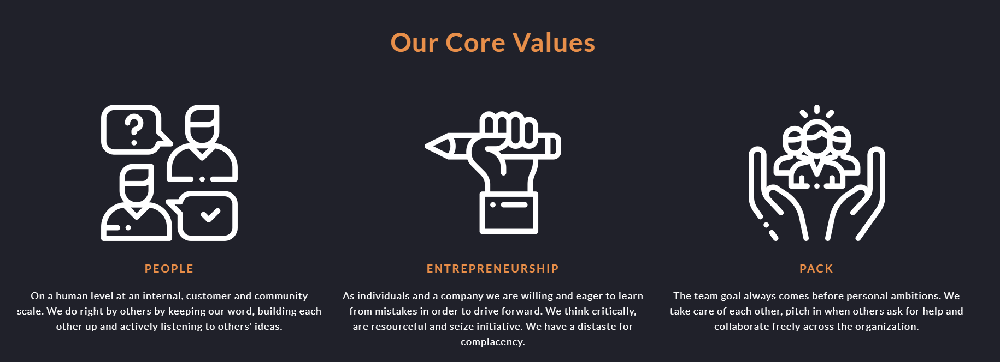 Our Core Values
PEOPLE
On a human level at an internal, customer and community
scale. We do right by others by keeping our word, building each
other up and actively listening to others’ ideas.
ENTREPRENEURSHIP
As individuals and a company we are willing and eager to learn
from mistakes in order to drive forward. We think critically,
are resourceful and seize initiative. We have a distaste for
complacency.
PACK
The team goal always comes before personal ambitions. We
take care of each other, pitch in when others ask for help and
collaborate freely across the organization.